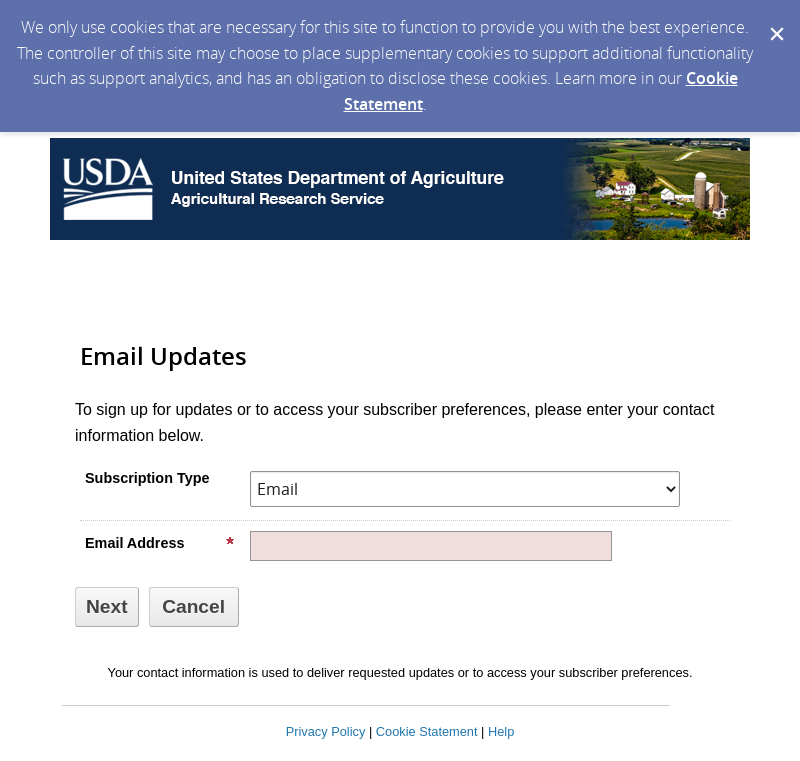 We only use cookies that are necessary for this site to function to provide you with the best experience.
The controller of this site may choose to place supplementary cookies to support additional functionality
such as support analytics, and has an obligation to disclose these cookies. Learn more in our Cookie
Statement.
✕
USDA
United States Department of Agriculture
Agricultural Research Service
Email Updates
To sign up for updates or to access your subscriber preferences, please enter your contact
information below.
Subscription Type
Email
Email Address *
Next
Cancel
Your contact information is used to deliver requested updates or to access your subscriber preferences.
Privacy Policy | Cookie Statement | Help